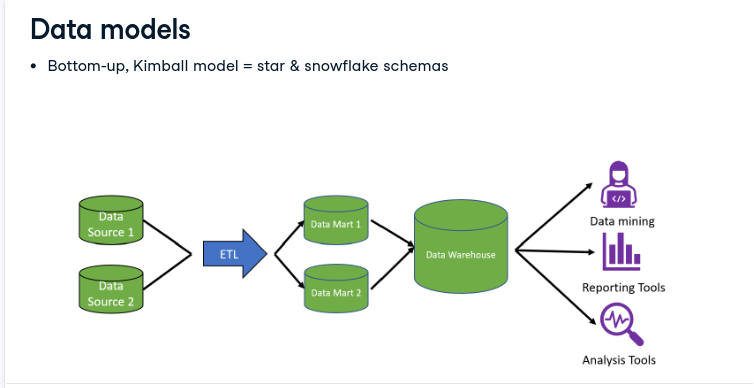 Data models
• Bottom-up, Kimball model = star & snowflake schemas
Data
Source 1
Data
Source 2
ETL
Data Mart 1
Data Mart 2
Data Warehouse
</>
Data mining
Reporting Tools
Analysis Tools